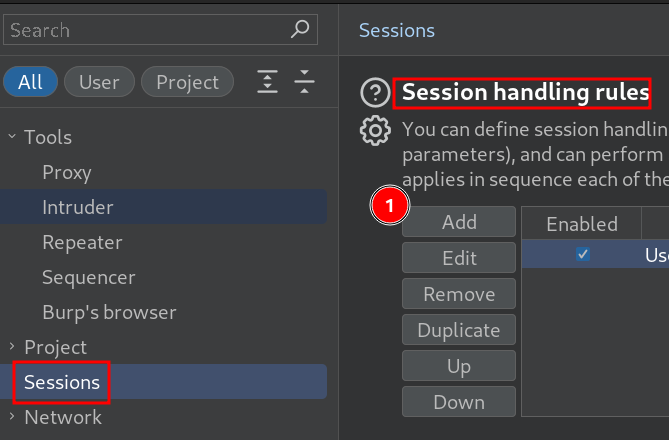 Search
All
User
Project
Tools
Proxy
Intruder
Repeater
Sequencer
Burp's browser
Project
Sessions
Network
Sessions
Session handling rules
You can define session handlin
parameters), and can perform
applies in sequence each of the
1
Add
Edit
Remove
Duplicate
Up
Down
Enabled
Use